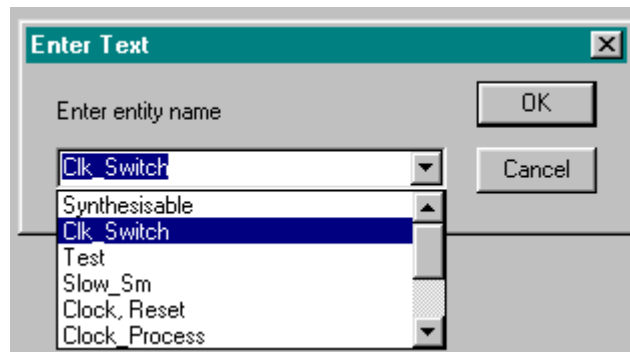 Enter Text
Enter entity name
OK
Clk_Switch
Cancel
Synthesisable
Clk_Switch
Test
Slow_Sm
Clock, Reset
Clock_Process